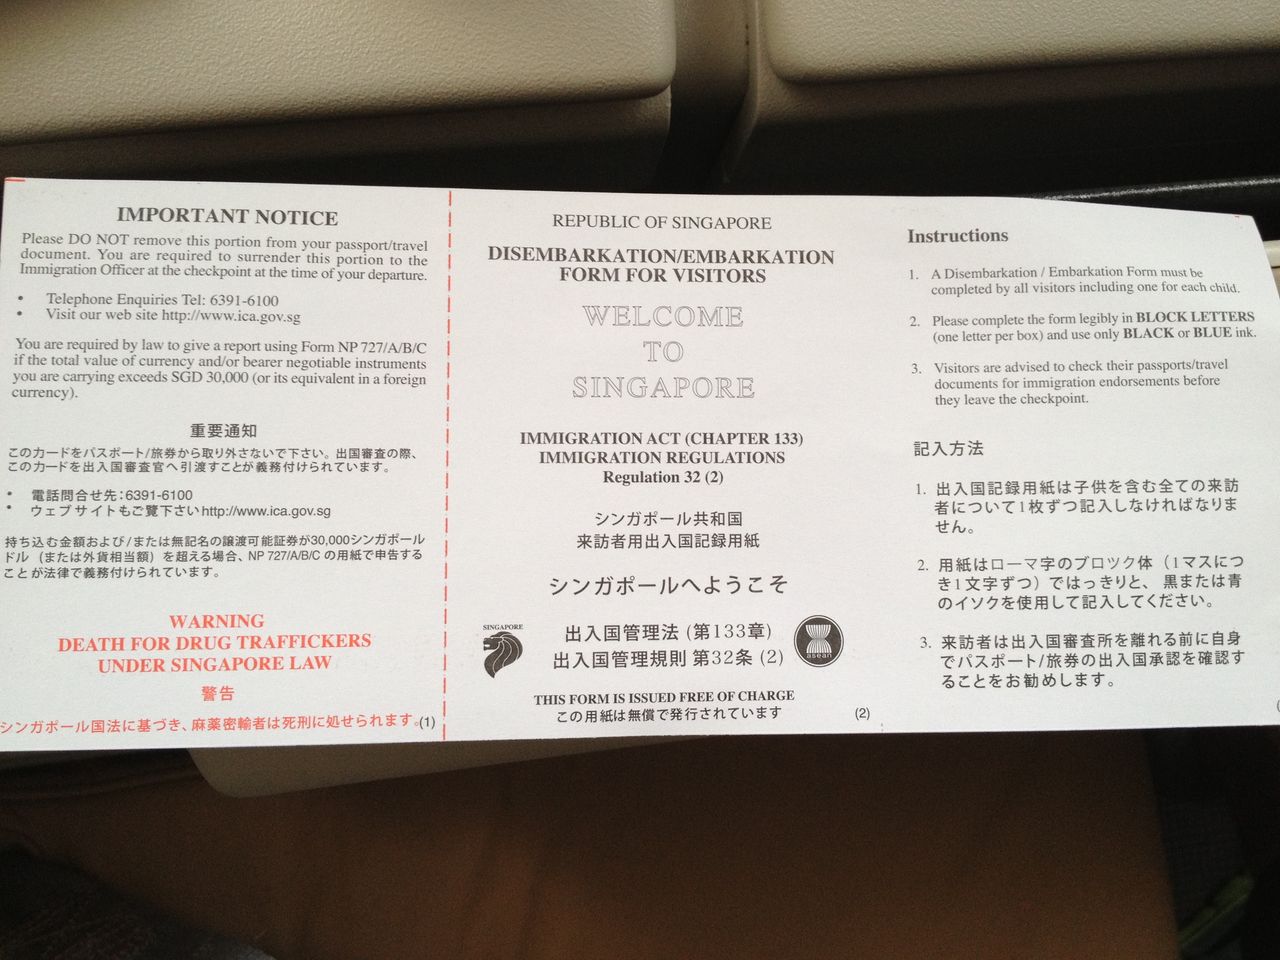 IMPORTANT NOTICE
Please DO NOT remove this portion from your passport/travel
document. You are required to surrender this portion to the
Immigration Officer at the checkpoint at the time of your departure.
• Telephone Enquiries Tel: 6391-6100
• Visit our web site http://www.ica.gov.sg
You are required by law to give a report using Form NP 727/A/B/C
if the total value of currency and/or bearer negotiable instruments
you are carrying exceeds SGD 30,000 (or its equivalent in a foreign
currency).
重要通知
この力ードをパスポート/旅券から取り外さないで下さい。出国審査の際、
この力ードを出入国審査官へ引渡すことが義務付けられています。
• 電話問合せ先：6391-6100
• ウェブサイトもご覽下さいhttp://www.ica.gov.sg
持ち込む金額および/または無記名の譲渡可能証券が30,000シンガポール
ドル（または外貨相当額）を超える場合、NP 727/A/B/C の用紙で申告する
ことが法律で義務付けられています。
WARNING
DEATH FOR DRUG TRAFFICKERS
UNDER SINGAPORE LAW
警告
シンガポール国法に基づき、麻薬密輸者は死刑に処せられます。(1)
REPUBLIC OF SINGAPORE
DISEMBARKATION/EMBARKATION
FORM FOR VISITORS
WELCOME
TO
SINGAPORE
IMMIGRATION ACT (CHAPTER 133)
IMMIGRATION REGULATIONS
Regulation 32 (2)
シンガポール共和国
来訪者用出入国記録用紙
シンガポールへようこそ
SINGAPORE
出入国管理法 (第133章)
出入国管理規則 第32条 (2)
asean
THIS FORM IS ISSUED FREE OF CHARGE
この用紙は無償で発行されています
(2)
Instructions
1. A Disembarkation / Embarkation Form must be
completed by all visitors including one for each child.
2. Please complete the form legibly in BLOCK LETTERS
(one letter per box) and use only BLACK or BLUE ink.
3. Visitors are advised to check their passports/travel
documents for immigration endorsements before
they leave the checkpoint.
記入方法
1. 出入国記録用紙は子供を含む全ての来訪
者について1枚ずつ記入しなければなりま
せん。
2. 用紙はローマ字のブロツク体（1マスにつ
き1文字ずつ）ではっきりと、黒または青
のイソクを使用して記入してください。
3. 来訪者は出入国審査所を離れる前に自身
でパスポート/旅券の出入国承認を確認す
ることをお勧めします。